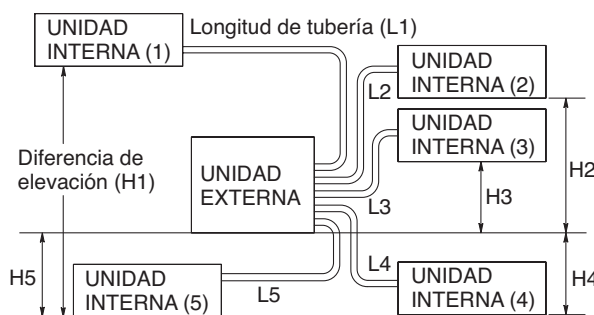 UNIDAD
INTERNA (1)
Longitud de tubería (L1)
UNIDAD
INTERNA (2)
L2
UNIDAD
INTERNA (3)
Diferencia de
elevación (H1)
UNIDAD
EXTERNA
L3
H3
H2
H5
L4
UNIDAD
INTERNA (5)
L5
UNIDAD
INTERNA (4)
H4